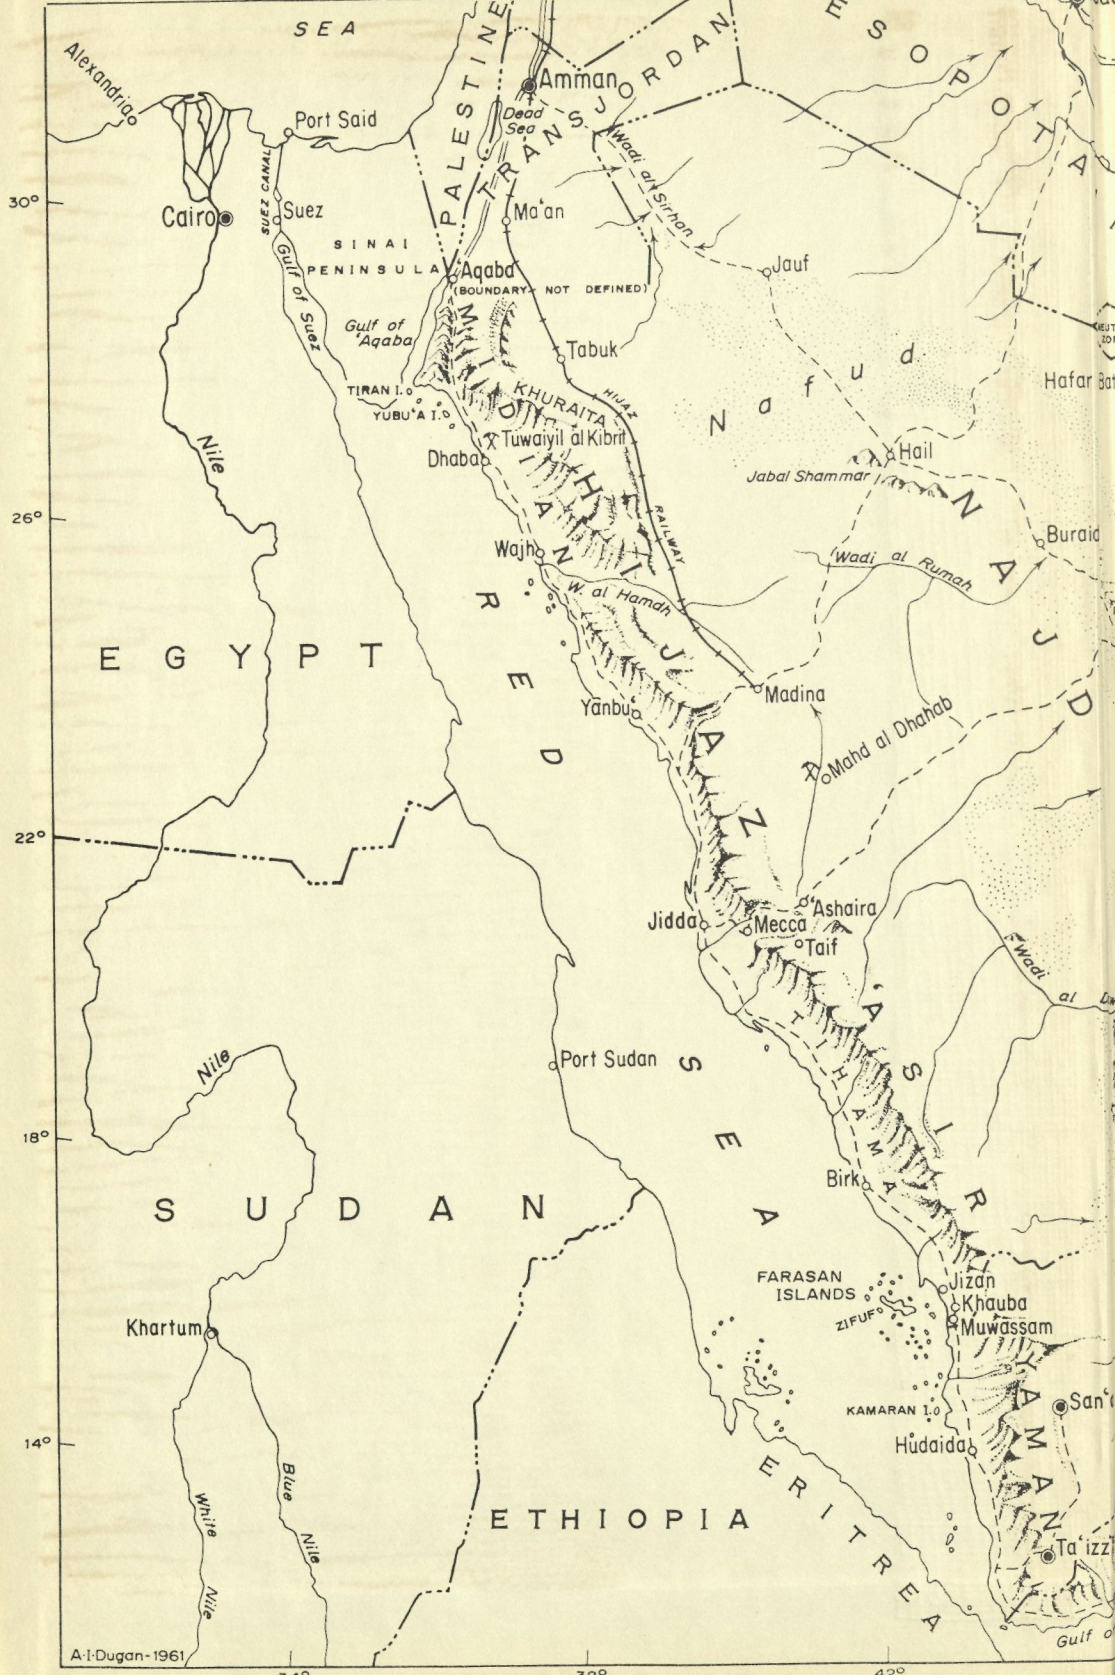 SEA
PALESTINE
TRANSJORDAN
ESOPOTA
Alexandria
Amman
Dead
Sea
Port Said
Wadi al Sirhan
SUEZ CANAL
30°
Cairo
Suez
Ma'an
SINAI
PENINSULA
'Aqaba
(BOUNDARY NOT DEFINED)
Jauf
Gulf of Suez
Gulf of
'Aqaba
Tabuk
Nafud
TIRAN I.
YUBU'A I.
MIDIAN
KHURAITA
HIJAZ
RAILWAY
Hafar Bat
Nile
Tuwaiyil al Kibrit
Dhaba
Hail
Jabal Shammar
26°
HIJAZ
NAJD
Buraid
Wajh
Wadi al Rumah
W. al Hamdh
EGYPT
RED
SEA
Madina
Yanbu'
Mahd al Dhahab
22°
'Ashaira
Jidda
Mecca
Taif
Wadi
al
'ASIR
TIHAMA
Nile
Port Sudan
18°
Birk
SUDAN
FARASAN
ISLANDS
ZIFUF
Jizan
Khauba
Muwassam
Khartum
YAMAN
KAMARAN I.
San'a
14°
Hudaida
Blue
Nile
White
Nile
ETHIOPIA
ERITREA
Ta'izz
Gulf o
A·I·Dugan-1961
42°